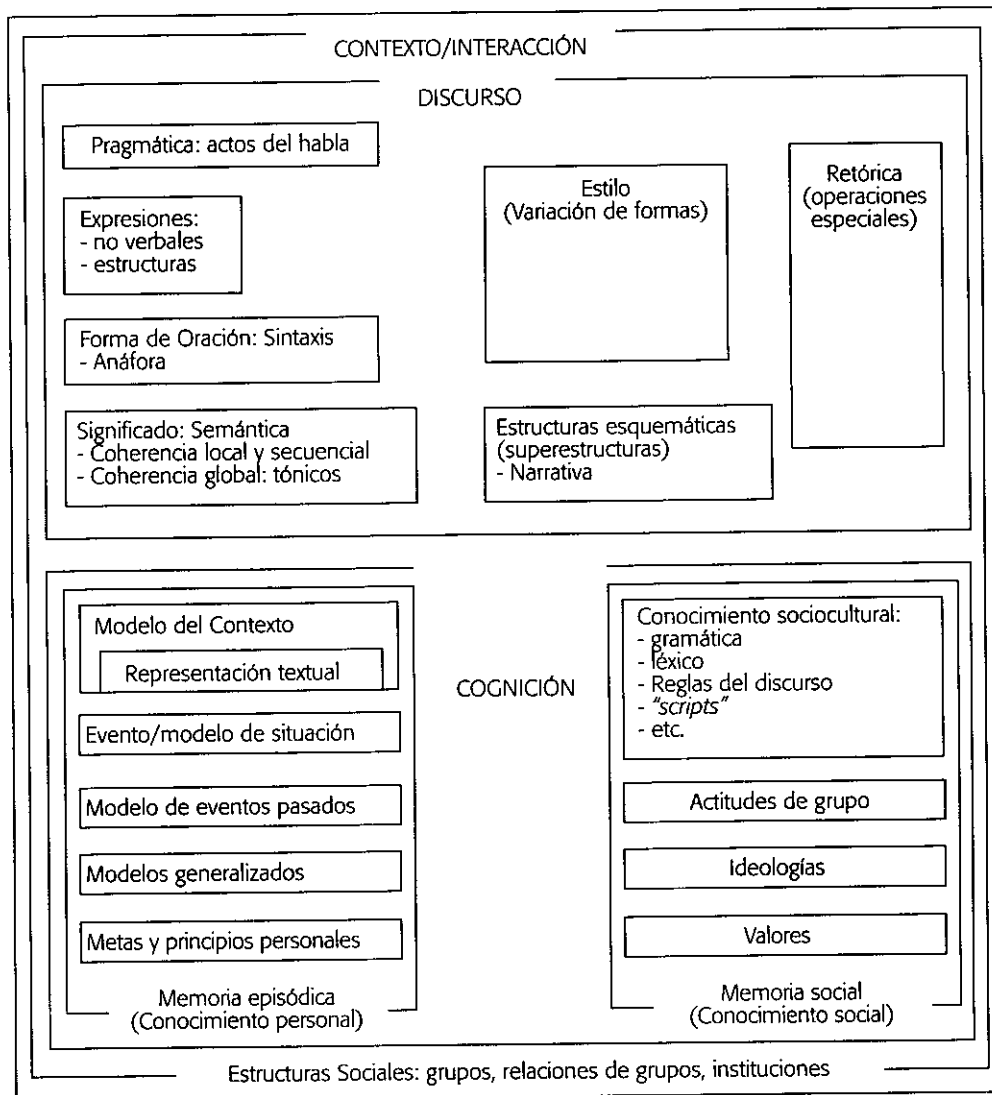 CONTEXTO/INTERACCIÓN
DISCURSO
Pragmática: actos del habla
Expresiones:
- no verbales
- estructuras
Forma de Oración: Sintaxis
- Anáfora
Significado: Semántica
- Coherencia local y secuencial
- Coherencia global: tónicos
Estilo
(Variación de formas)
Estructuras esquemáticas
(superestructuras)
- Narrativa
Retórica
(operaciones
especiales)
COGNICIÓN
Modelo del Contexto
Representación textual
Evento/modelo de situación
Modelo de eventos pasados
Modelos generalizados
Metas y principios personales
Memoria episódica
(Conocimiento personal)
Conocimiento sociocultural:
- gramática
- léxico
- Reglas del discurso
- "scripts"
- etc.
Actitudes de grupo
Ideologías
Valores
Memoria social
(Conocimiento social)
Estructuras Sociales: grupos, relaciones de grupos, instituciones